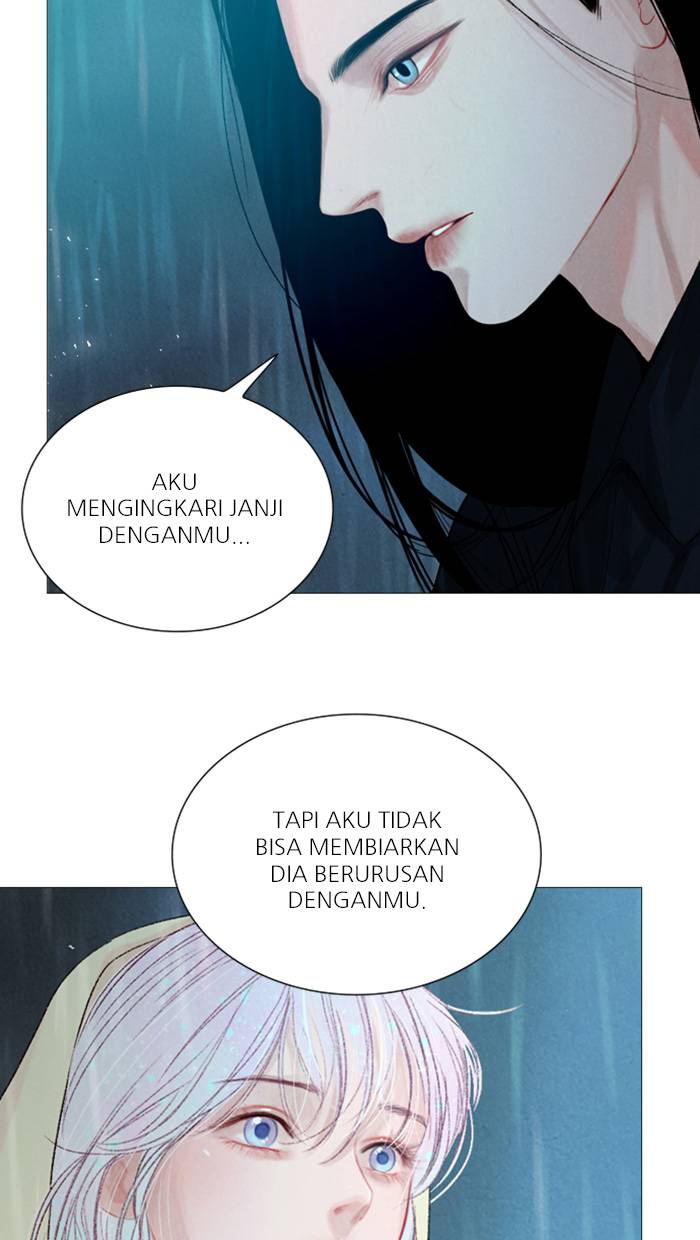 AKU
MENGINGKARI JANJI
DENGANMU...
TAPI AKU TIDAK
BISA MEMBIARKAN
DIA BERURUSAN
DENGANMU.